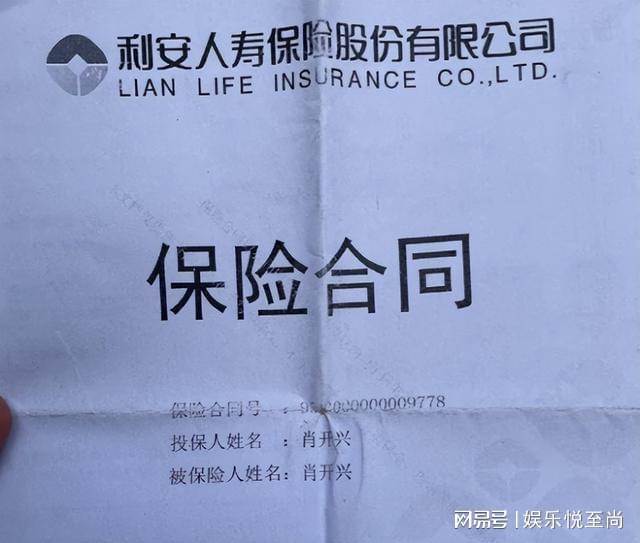 利安人寿保险股份有限公司
LIAN LIFE INSURANCE CO.,LTD.
保险合同
保险合同号 :
投保人姓名 : 肖开兴
被保险人姓名: 肖开兴
网易号 | 娱乐悦至尚